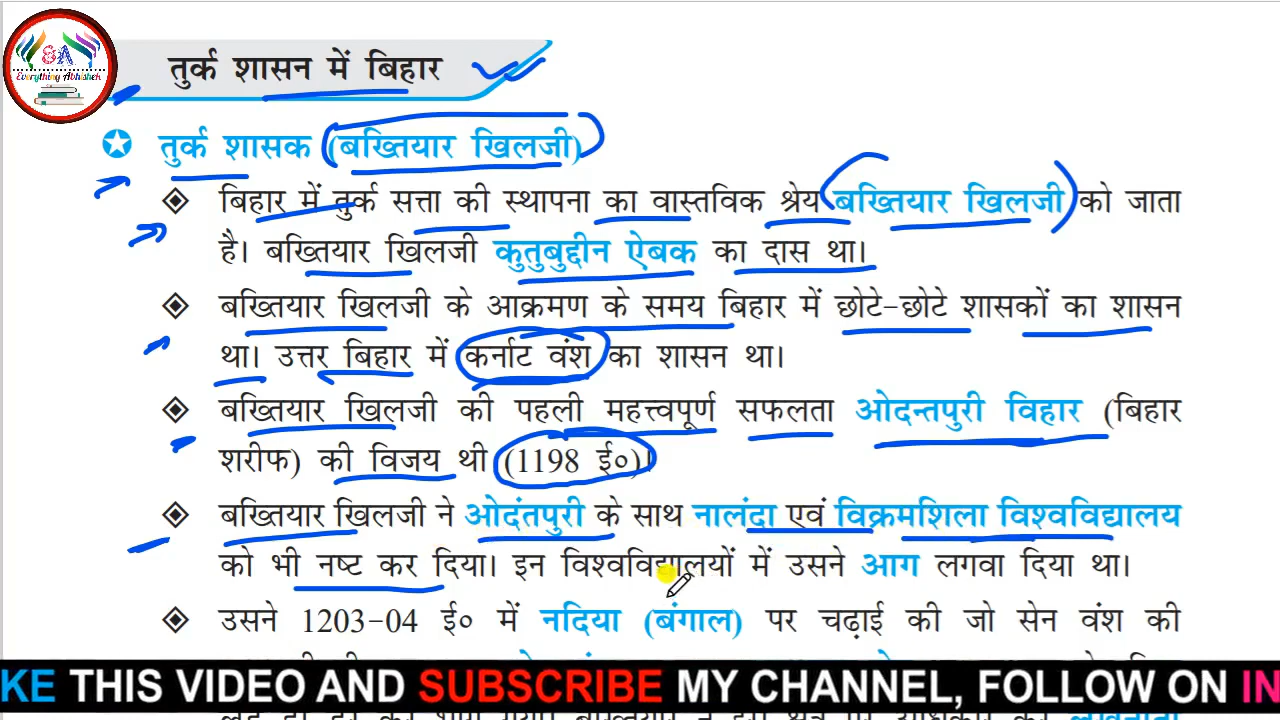 &A
Everything Abhishek
तुर्क शासन में बिहार
तुर्क शासक (बख्तियार खिलजी)
बिहार में तुर्क सत्ता की स्थापना का वास्तविक श्रेय बख्तियार खिलजी को जाता
है। बख्तियार खिलजी कुतुबुद्दीन ऐबक का दास था।
बख्तियार खिलजी के आक्रमण के समय बिहार में छोटे-छोटे शासकों का शासन
था। उत्तर बिहार में कर्नाट वंश का शासन था।
बख्तियार खिलजी की पहली महत्त्वपूर्ण सफलता ओदन्तपुरी विहार (बिहार
शरीफ) की विजय थी (1198 ई०)।
बख्तियार खिलजी ने ओदंतपुरी के साथ नालंदा एवं विक्रमशिला विश्वविद्यालय
को भी नष्ट कर दिया। इन विश्वविद्यालयों में उसने आग लगवा दिया था।
उसने 1203-04 ई० में नदिया (बंगाल) पर चढ़ाई की जो सेन वंश की
KE THIS VIDEO AND SUBSCRIBE MY CHANNEL, FOLLOW ON IN